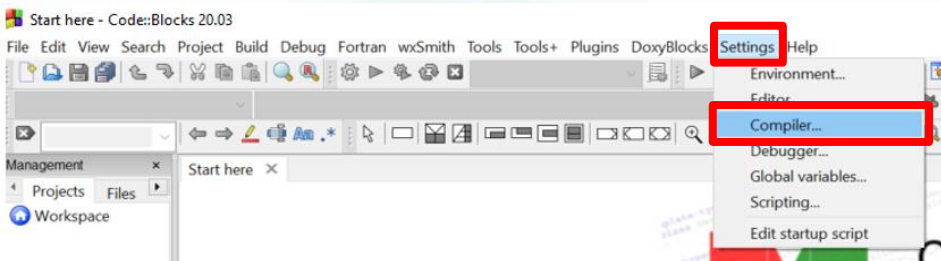 Start here - Code::Blocks 20.03
File Edit View Search Project Build Debug Fortran wxSmith Tools Tools+ Plugins DoxyBlocks Settings Help
Environment...
Editor
Compiler...
Management
Start here
Debugger...
Projects Files
Global variables...
Workspace
Scripting...
Edit startup script